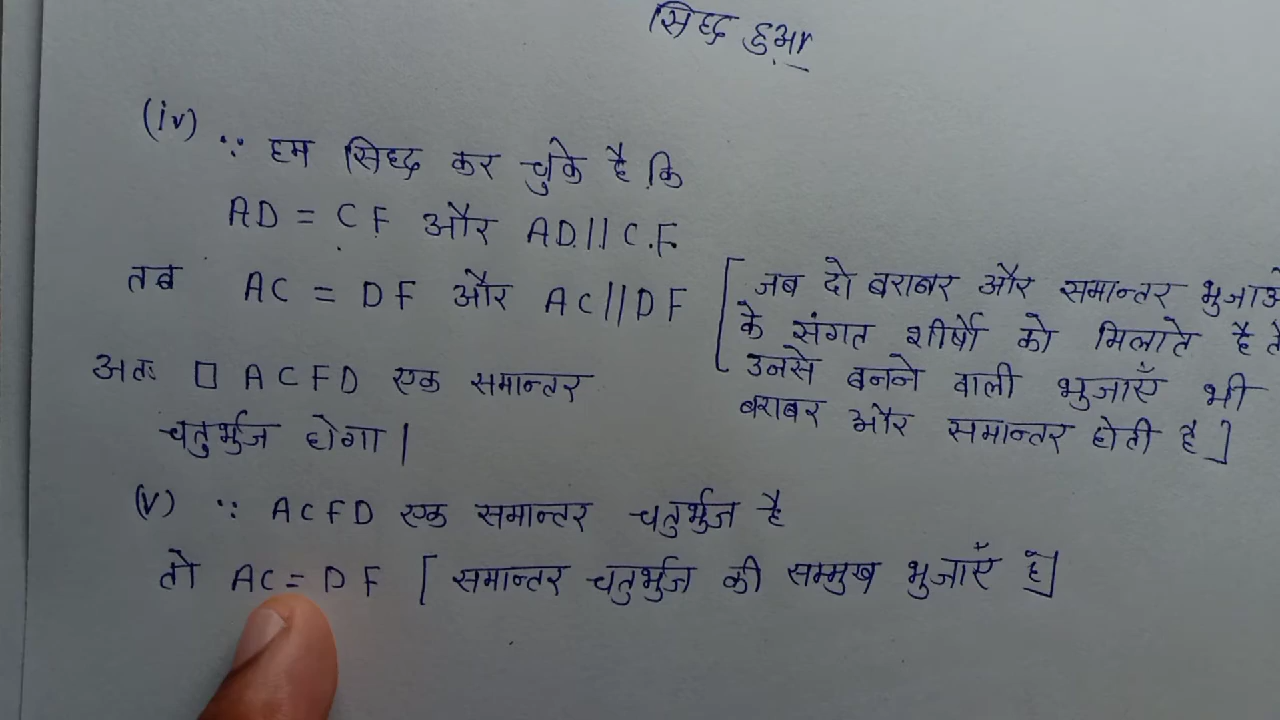 सिद्ध हुआ
(iv) ∵ हम सिद्ध कर चुके है कि
AD = CF और AD || CF
तब AC = DF और AC || DF [जब दो बराबर और समान्तर
के संगत शीर्षो को मिलाते है
अतः □ ACFD एक समान्तर
उनसे बनने वाली भुजाएँ भी
चतुर्भुज होगा।
बराबर और समान्तर होती है]
(v) ∵ ACFD एक समान्तर चतुर्भुज है
तो AC = DF [समान्तर चतुर्भुज की सम्मुख भुजाएँ है]